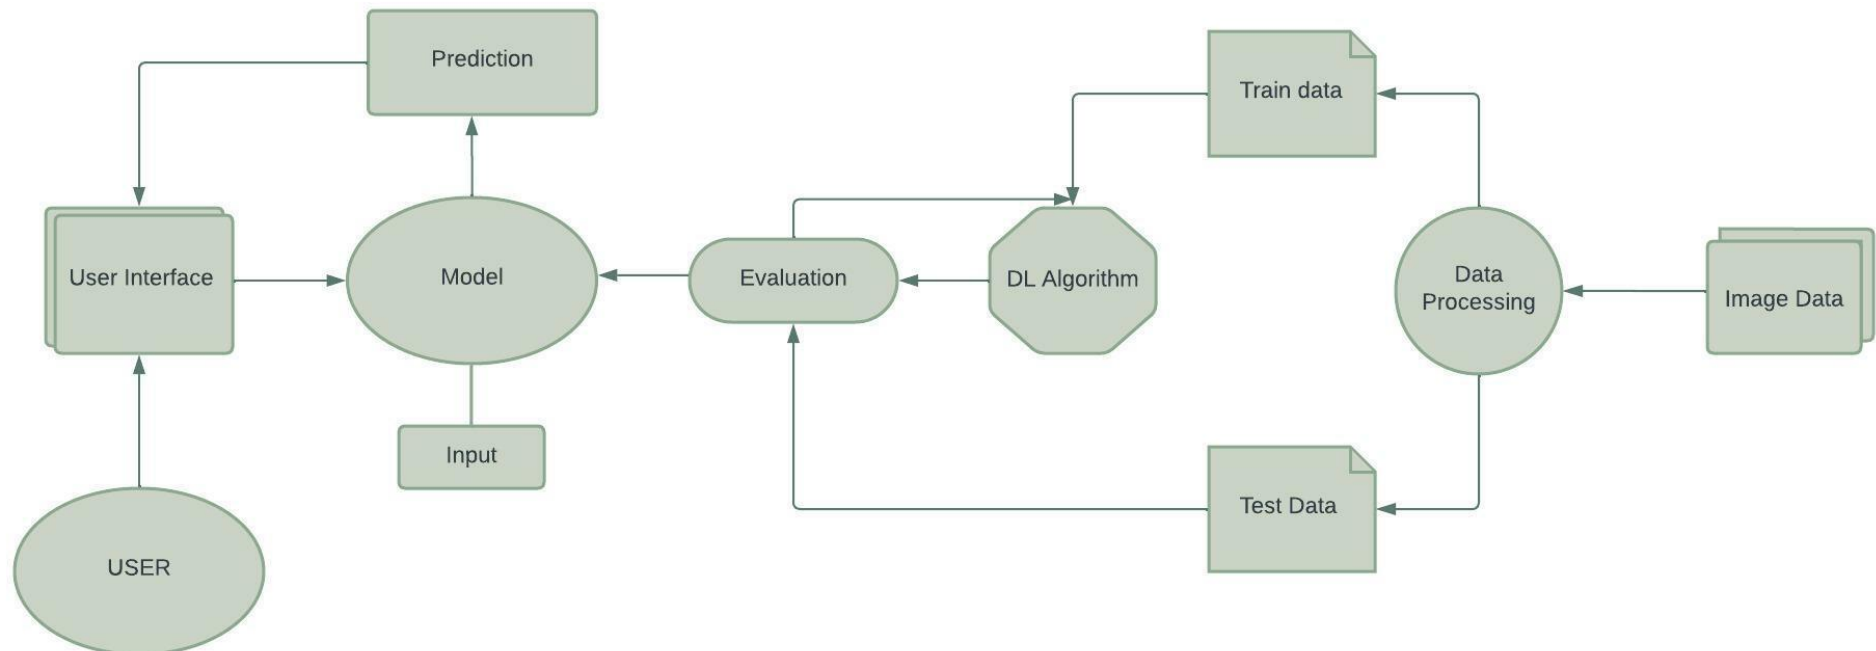 Prediction
Train data
User Interface
Model
Evaluation
DL Algorithm
Data
Processing
Image Data
Input
Test Data
USER